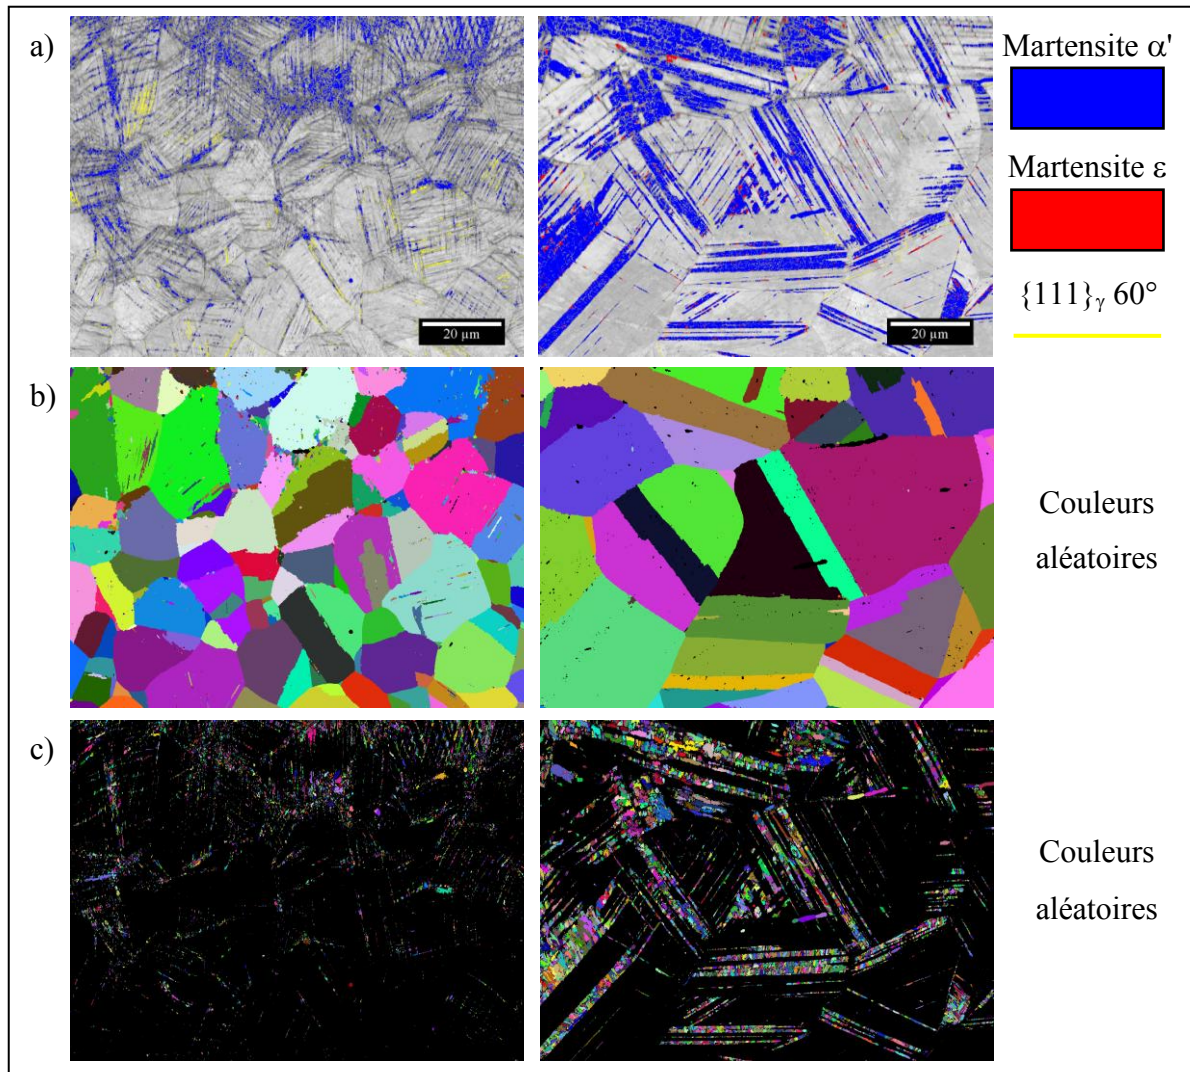 a)
Martensite α'
Martensite ε
{111}γ 60°
20 µm
20 µm
b)
Couleurs
aléatoires
c)
Couleurs
aléatoires